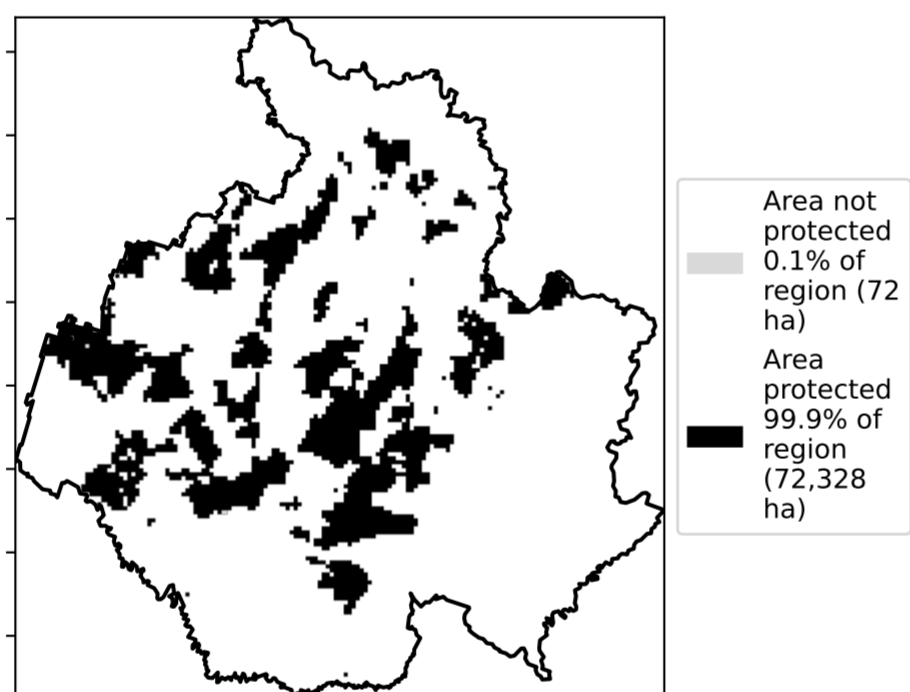 Area not
protected
0.1% of
region (72
ha)
Area
protected
99.9% of
region
(72,328
ha)